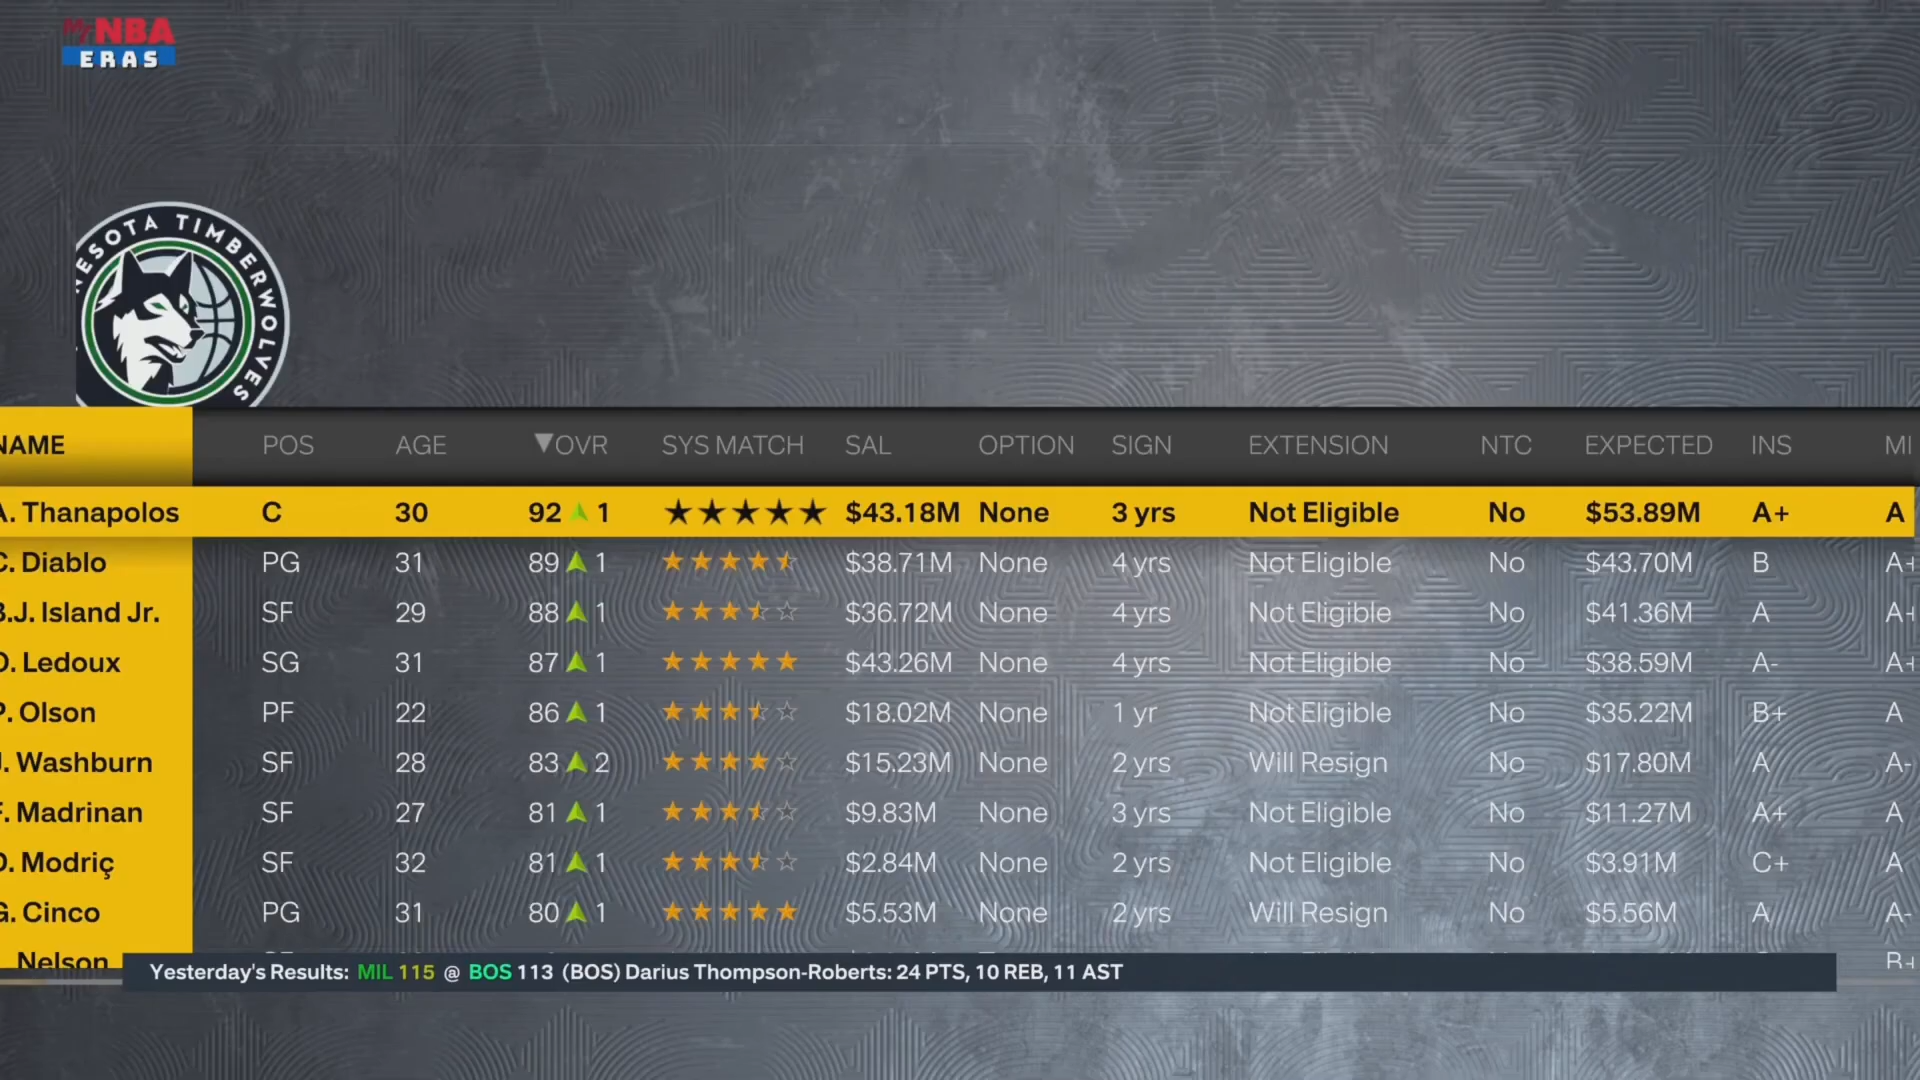 My NBA
ERAS
NESOTA TIMBERWOLVES
NAME POS AGE ▼OVR SYS MATCH SAL OPTION SIGN EXTENSION NTC EXPECTED INS MI
A. Thanapolos C 30 92 1 $43.18M None 3 yrs Not Eligible No $53.89M A+ A
C. Diablo PG 31 89 1 $38.71M None 4 yrs Not Eligible No $43.70M B A+
B.J. Island Jr. SF 29 88 1 $36.72M None 4 yrs Not Eligible No $41.36M A A+
D. Ledoux SG 31 87 1 $43.26M None 4 yrs Not Eligible No $38.59M A- A+
P. Olson PF 22 86 1 $18.02M None 1 yr Not Eligible No $35.22M B+ A
J. Washburn SF 28 83 2 $15.23M None 2 yrs Will Resign No $17.80M A A-
F. Madrinan SF 27 81 1 $9.83M None 3 yrs Not Eligible No $11.27M A+ A
D. Modriç SF 32 81 1 $2.84M None 2 yrs Not Eligible No $3.91M C+ A
G. Cinco PG 31 80 1 $5.53M None 2 yrs Will Resign No $5.56M A A-
Nelson B+
Yesterday's Results: MIL 115 @ BOS 113 (BOS) Darius Thompson-Roberts: 24 PTS, 10 REB, 11 AST